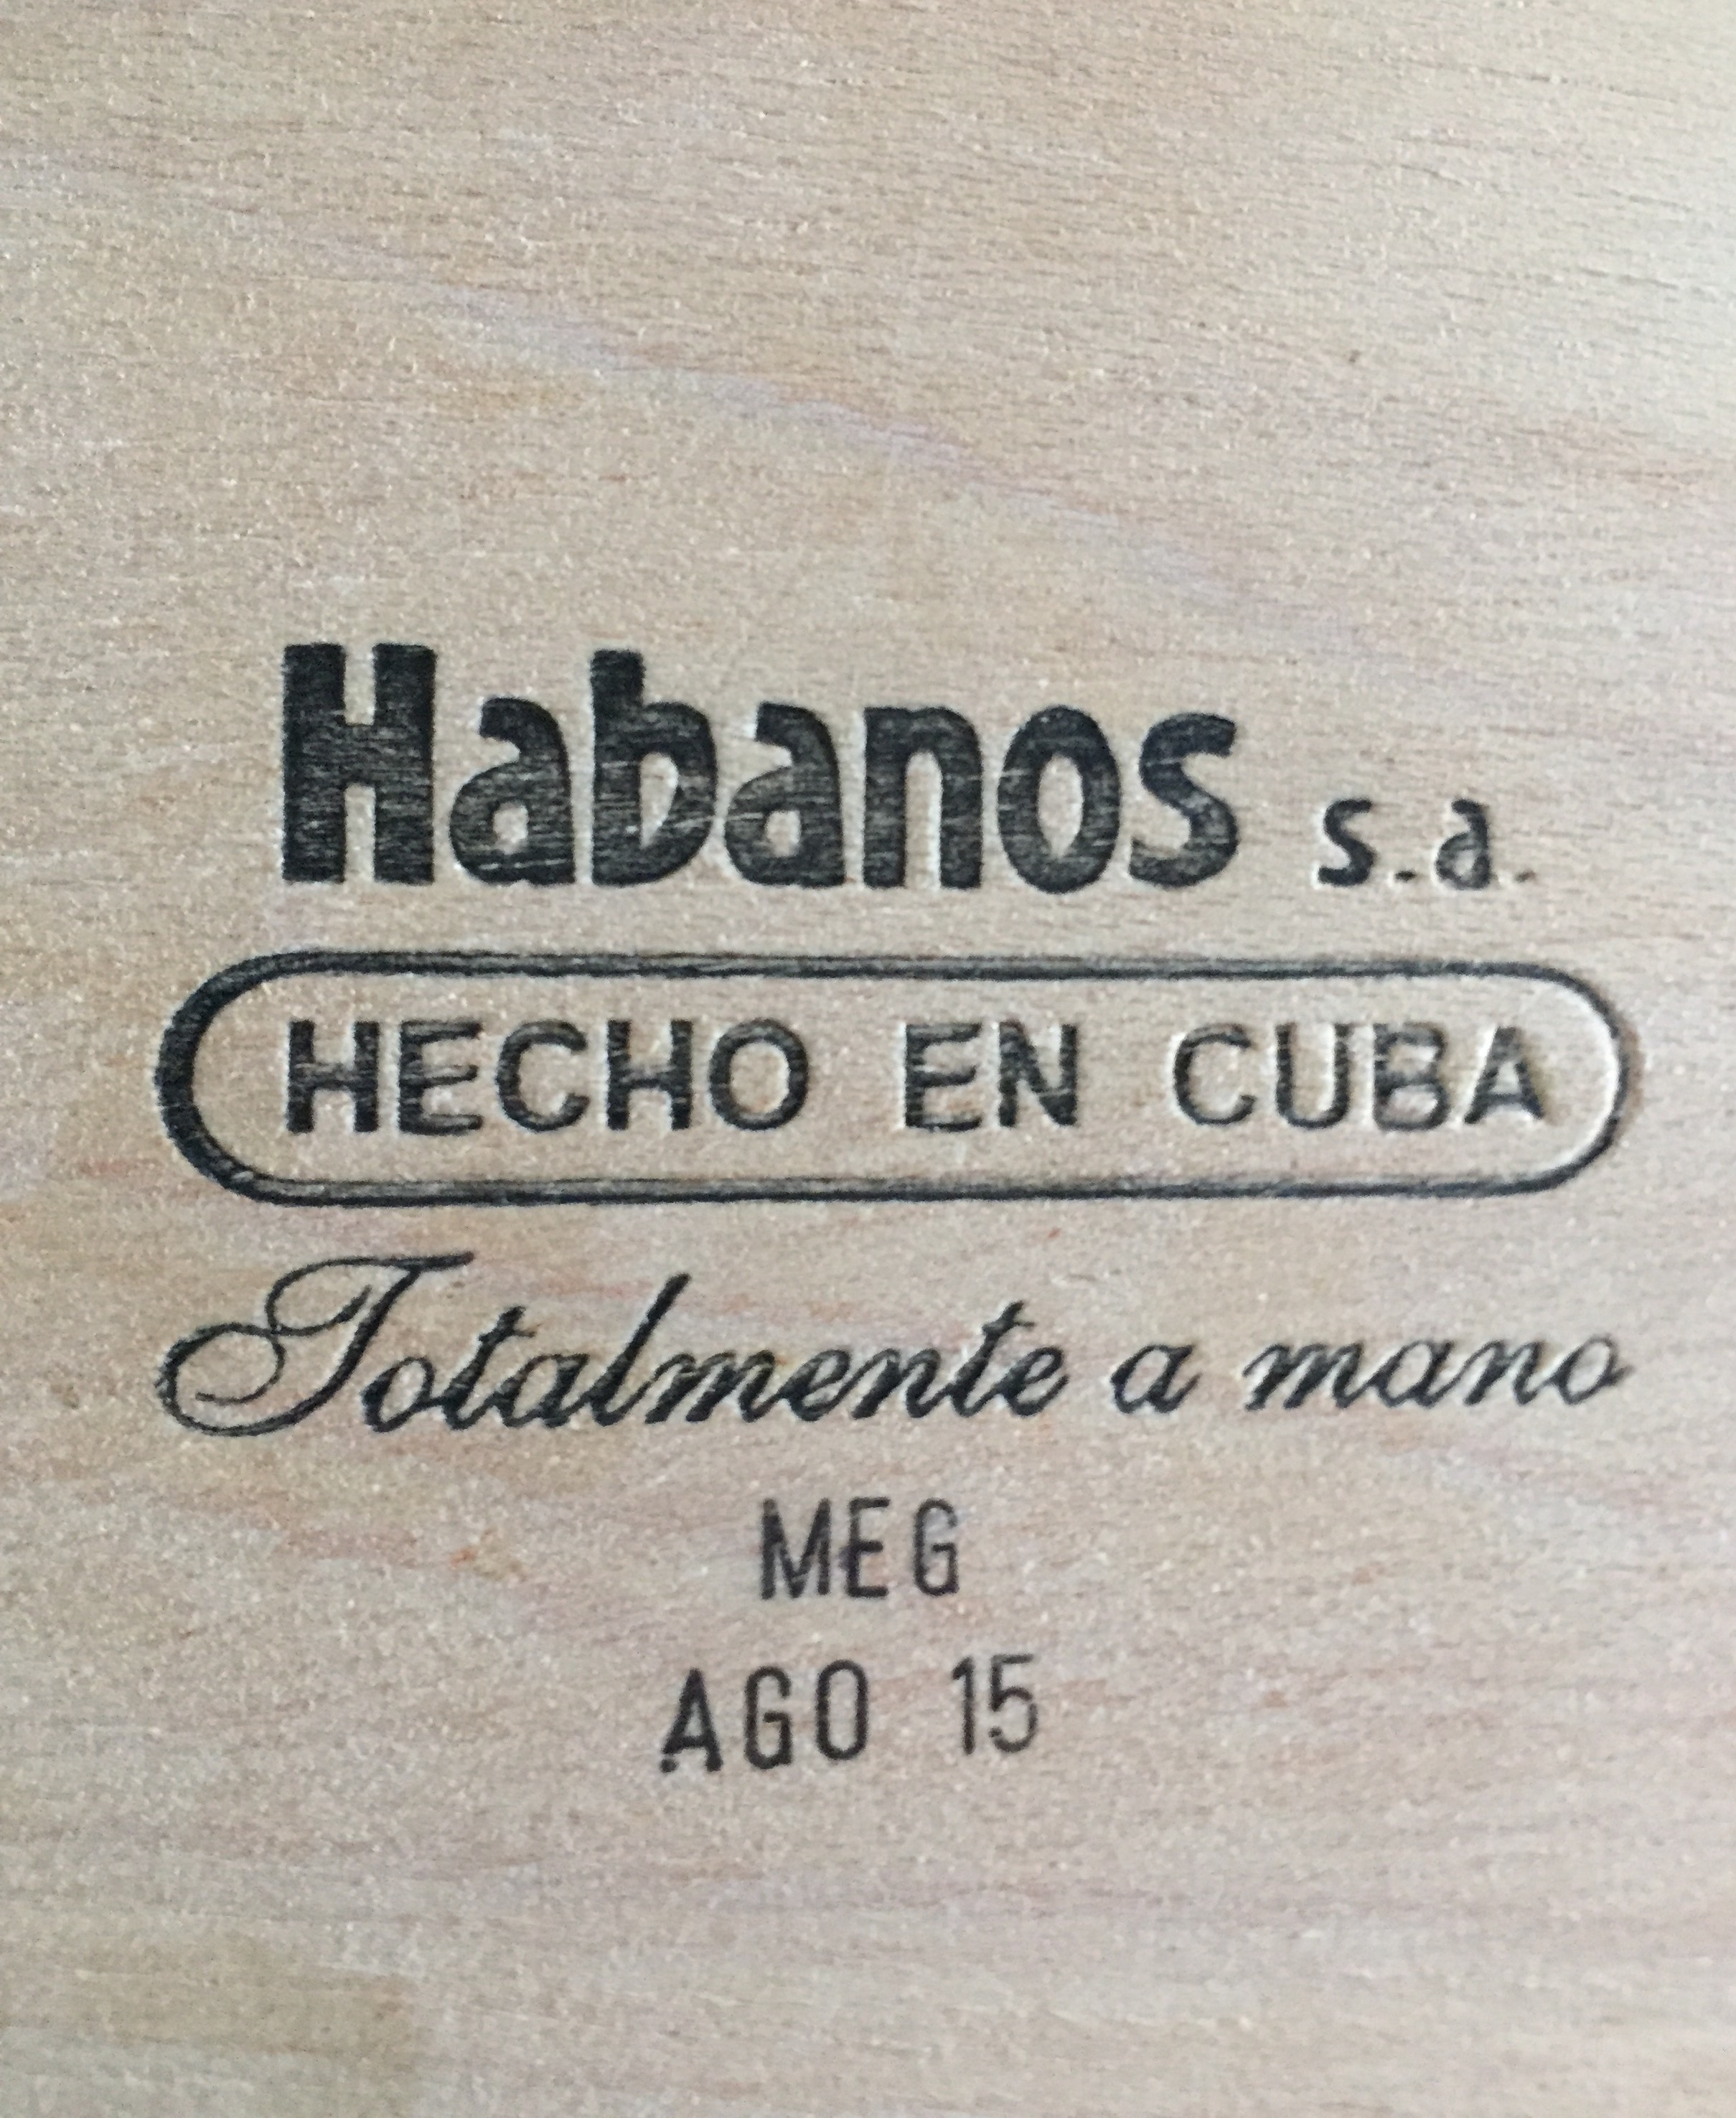 Habanos s.a.
HECHO EN CUBA
Totalmente a mano
MEG
AGO 15